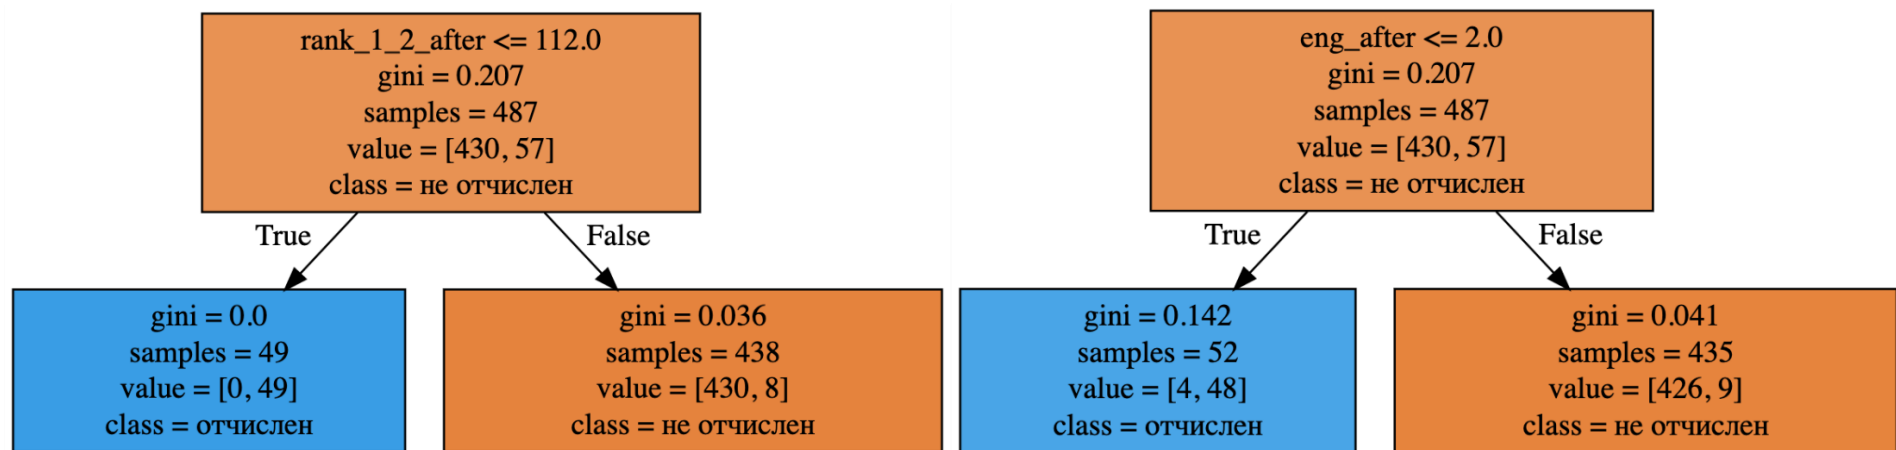 rank_1_2_after <= 112.0
gini = 0.207
samples = 487
value = [430, 57]
class = не отчислен
True
False
gini = 0.0
samples = 49
value = [0, 49]
class = отчислен
gini = 0.036
samples = 438
value = [430, 8]
class = не отчислен
eng_after <= 2.0
gini = 0.207
samples = 487
value = [430, 57]
class = не отчислен
True
False
gini = 0.142
samples = 52
value = [4, 48]
class = отчислен
gini = 0.041
samples = 435
value = [426, 9]
class = не отчислен